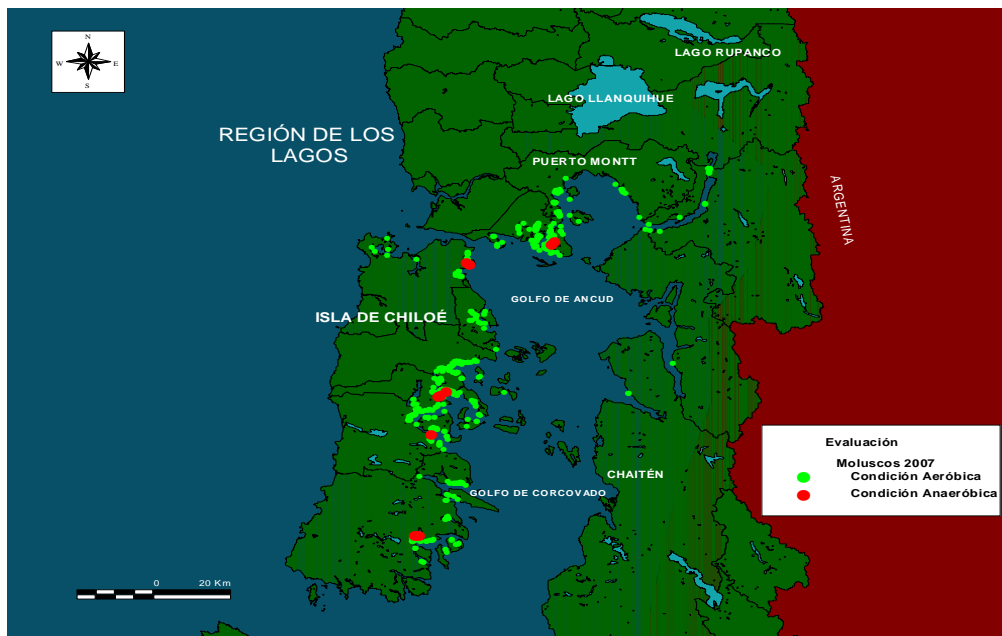 N
W E
S
LAGO RUPANCO
LAGO LLANQUIHUE
REGIÓN DE LOS
LAGOS
PUERTO MONTT
ARGENTINA
GOLFO DE ANCUD
ISLA DE CHILOÉ
CHAITÉN
GOLFO DE CORCOVADO
Evaluación
Moluscos 2007
Condición Aeróbica
Condición Anaeróbica
0 20 Km